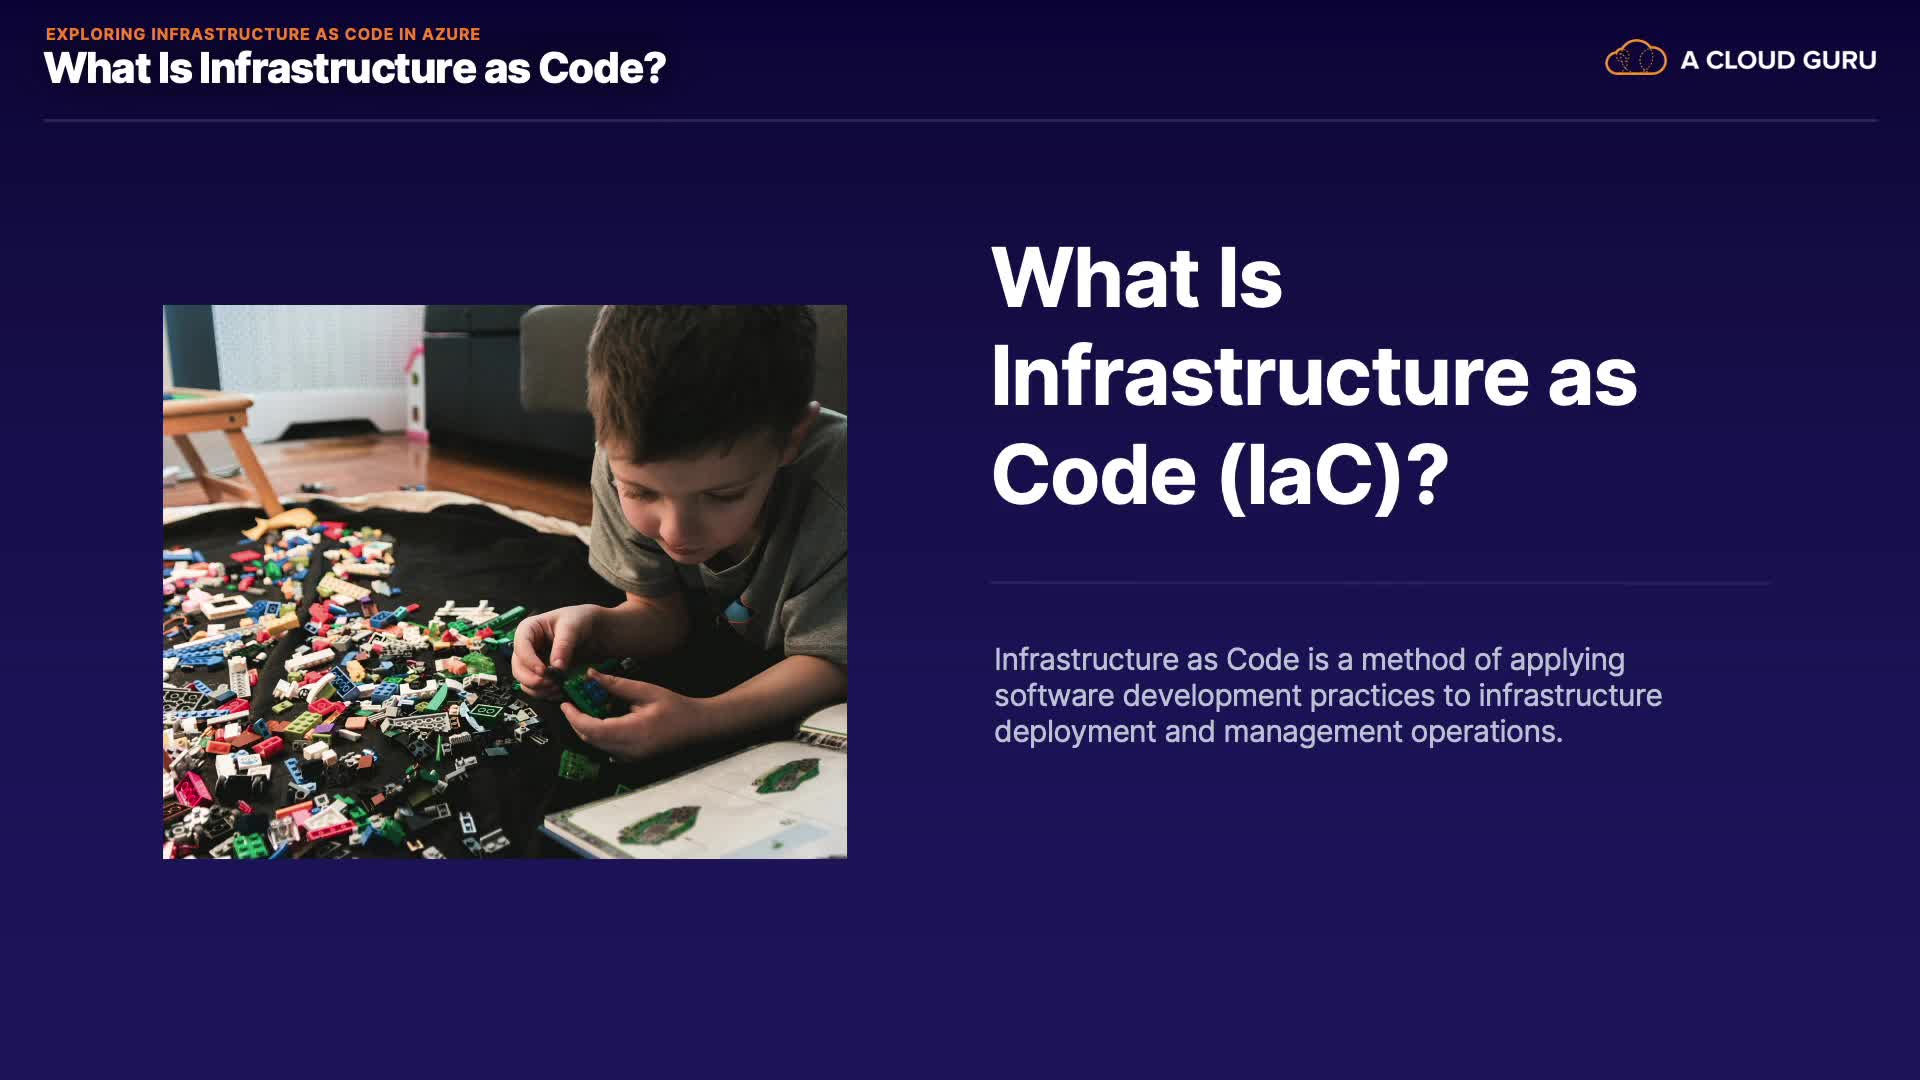 EXPLORING INFRASTRUCTURE AS CODE IN AZURE
What Is Infrastructure as Code?
A CLOUD GURU
What Is
Infrastructure as
Code (IaC)?
Infrastructure as Code is a method of applying
software development practices to infrastructure
deployment and management operations.